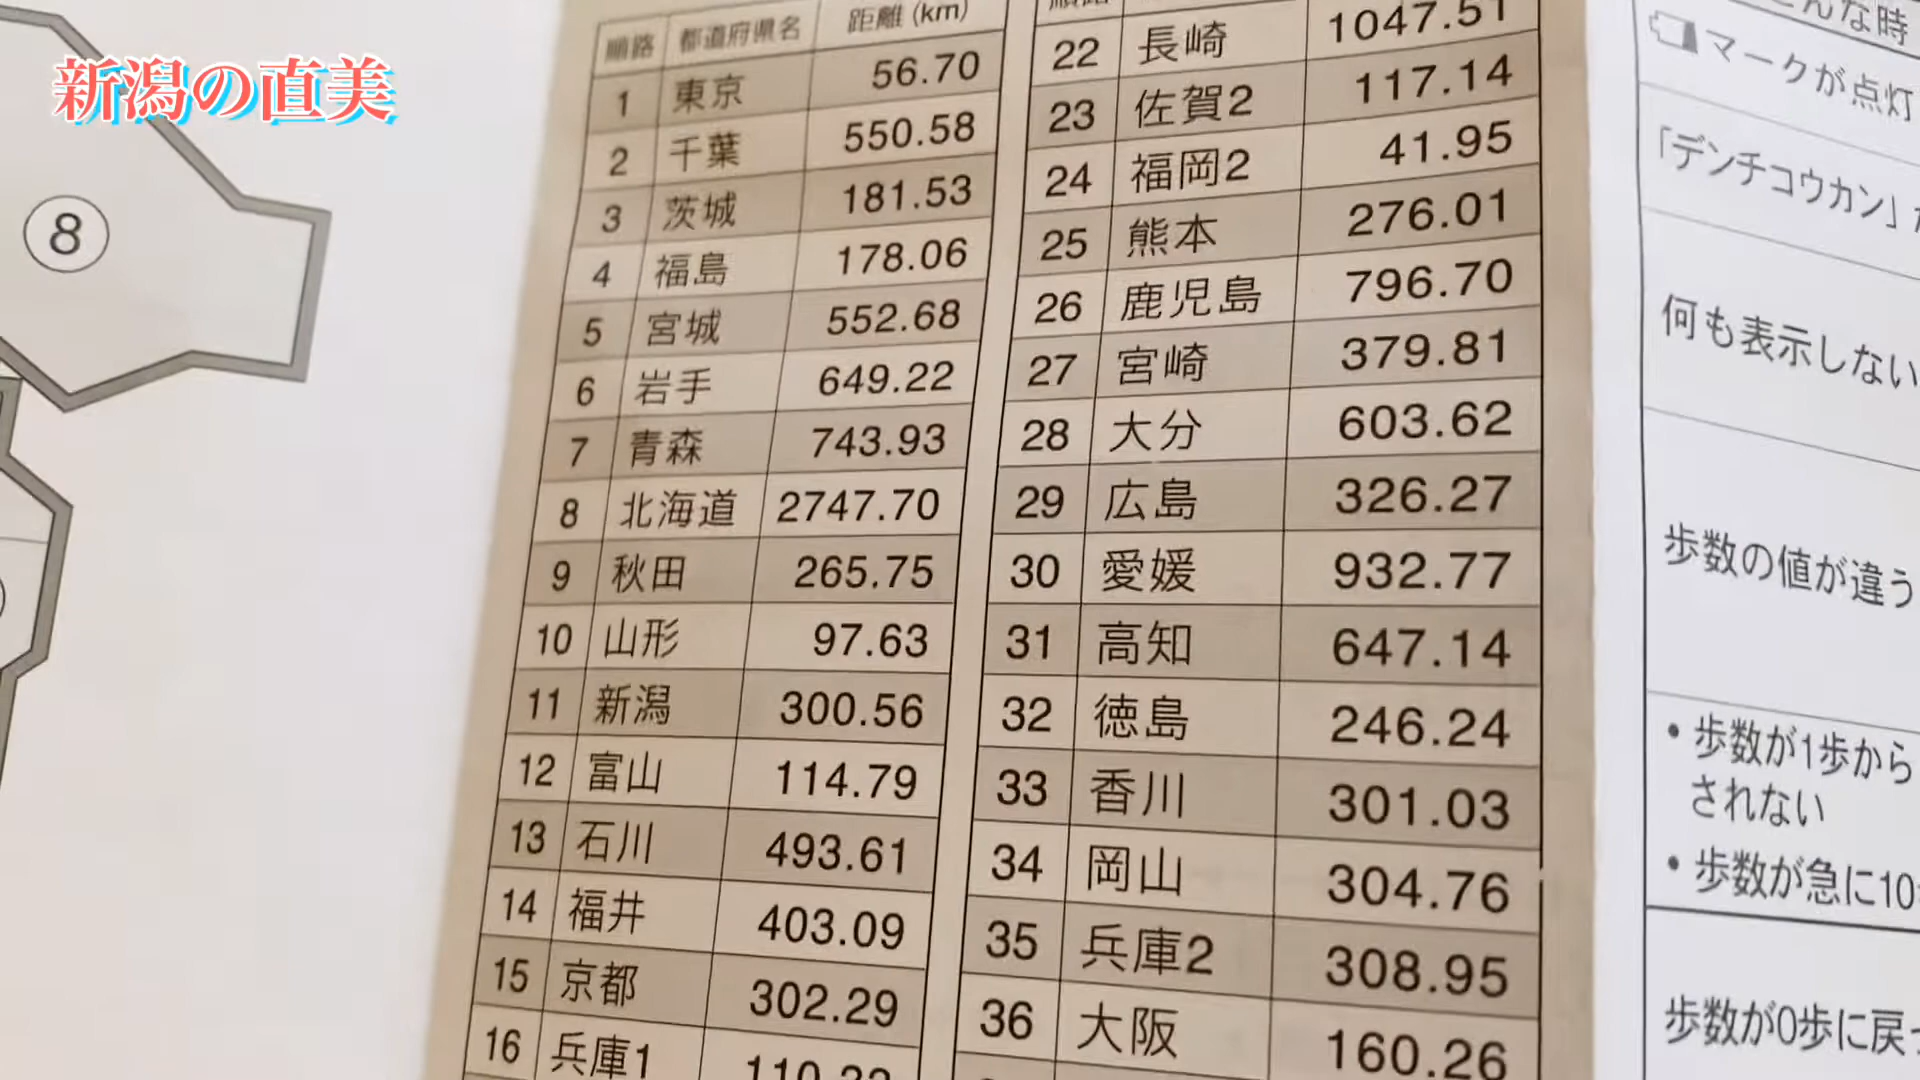 新潟の直美
8
順路 都道府県名 距離 (km)
1 東京 56.70
2 千葉 550.58
3 茨城 181.53
4 福島 178.06
5 宮城 552.68
6 岩手 649.22
7 青森 743.93
8 北海道 2747.70
9 秋田 265.75
10 山形 97.63
11 新潟 300.56
12 富山 114.79
13 石川 493.61
14 福井 403.09
15 京都 302.29
16 兵庫1
22 長崎 1047.51
23 佐賀2 117.14
24 福岡2 41.95
25 熊本 276.01
26 鹿児島 796.70
27 宮崎 379.81
28 大分 603.62
29 広島 326.27
30 愛媛 932.77
31 高知 647.14
32 徳島 246.24
33 香川 301.03
34 岡山 304.76
35 兵庫2 308.95
36 大阪 160.26
んな時
マークが点灯
「デンチコウカン」
何も表示しない
歩数の値が違う
・歩数が1歩から
されない
・歩数が急に10
歩数が0歩に戻